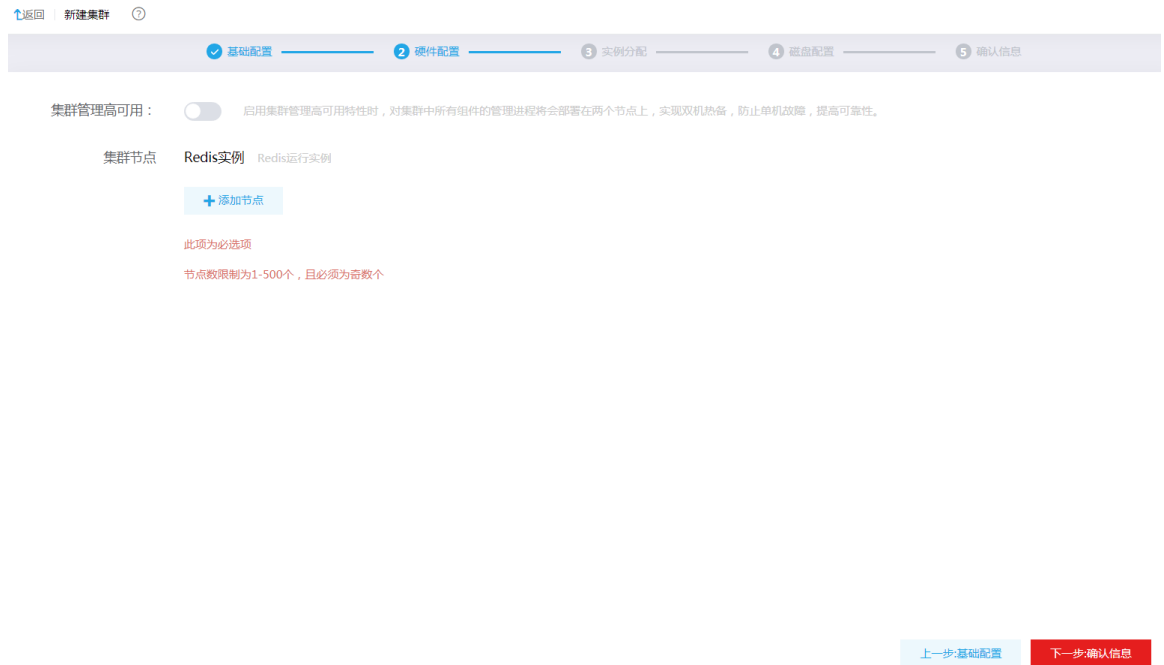 返回 新建集群 ?
基础配置 2 硬件配置 3 实例分配 4 磁盘配置 5 确认信息
集群管理高可用： 启用集群管理高可用特性时，对集群中所有组件的管理进程将会部署在两个节点上，实现双机热备，防止单机故障，提高可靠性。
集群节点 Redis实例 Redis运行实例
添加节点
此项为必选项
节点数限制为1-500个，且必须为奇数个
上一步:基础配置 下一步:确认信息